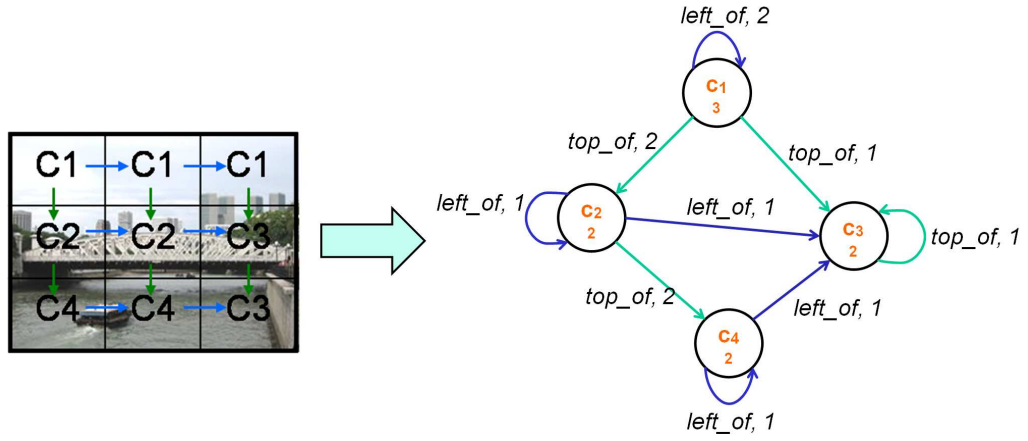 C1 C1 C1
C2 C2 C3
C4 C4 C3
left_of, 2
c1
3
top_of, 2
top_of, 1
left_of, 1
c2
2
left_of, 1
c3
2
top_of, 1
top_of, 2
left_of, 1
c4
2
left_of, 1